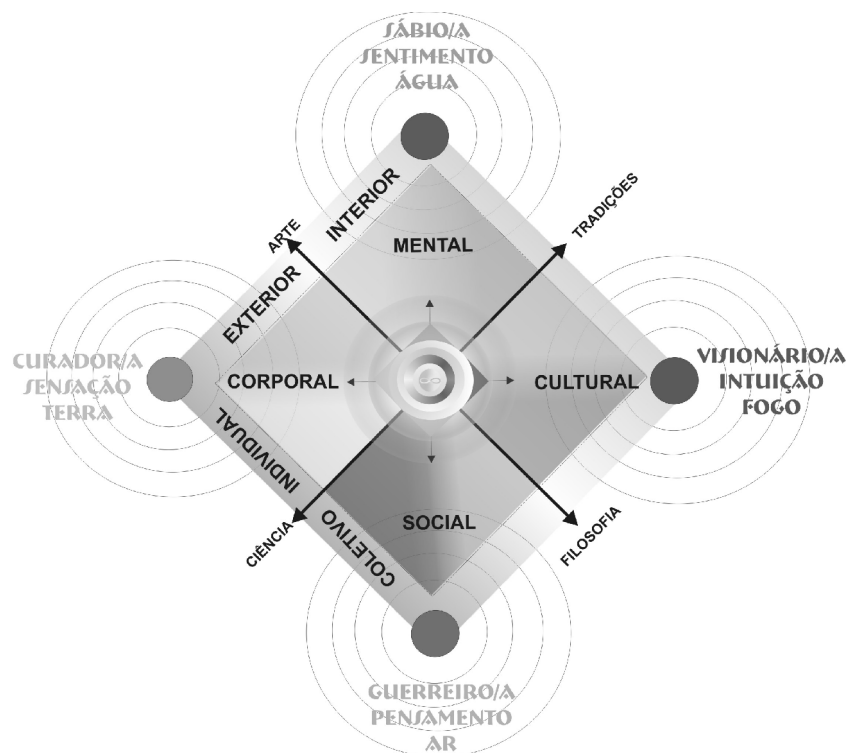 SÁBIO/A
SENTIMENTO
ÁGUA
TRADIÇÕES
INTERIOR
ARTE
MENTAL
EXTERIOR
CURADOR/A
SENSAÇÃO
TERRA
CORPORAL
CULTURAL
VISIONÁRIO/A
INTUIÇÃO
FOGO
INDIVIDUAL
COLETIVO
SOCIAL
CIÊNCIA
FILOSOFIA
GUERREIRO/A
PENSAMENTO
AR